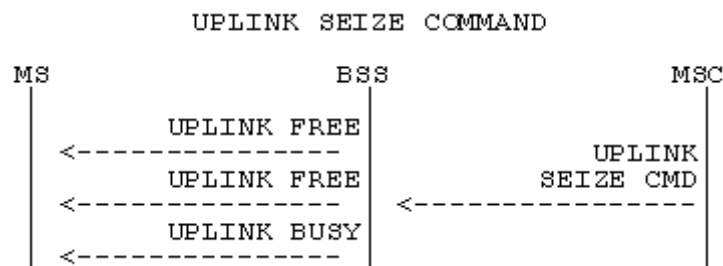 UPLINK SEIZE COMMAND
MS BSS MSC
UPLINK FREE
UPLINK
UPLINK FREE SEIZE CMD
UPLINK BUSY